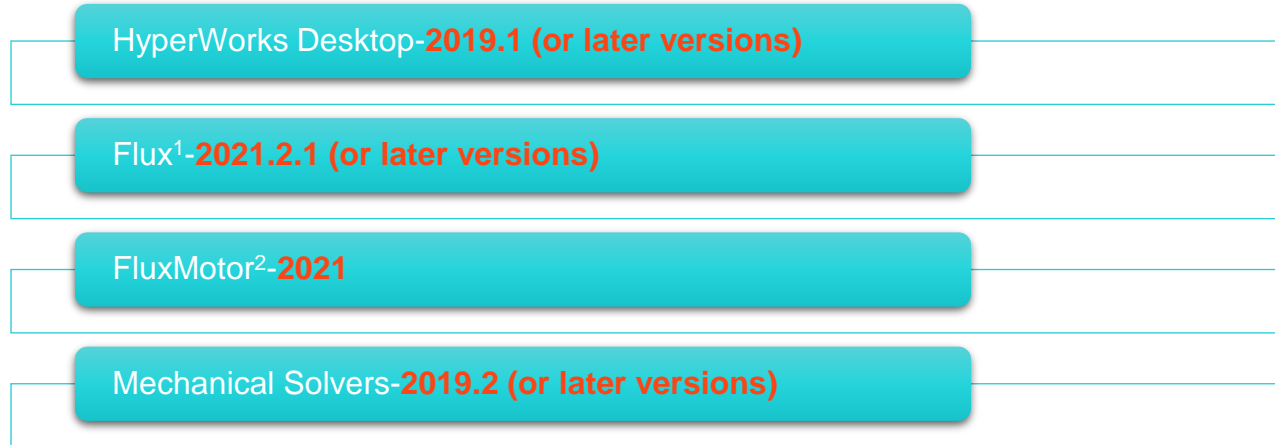 HyperWorks Desktop-2019.1 (or later versions)
Flux¹-2021.2.1 (or later versions)
FluxMotor²-2021
Mechanical Solvers-2019.2 (or later versions)